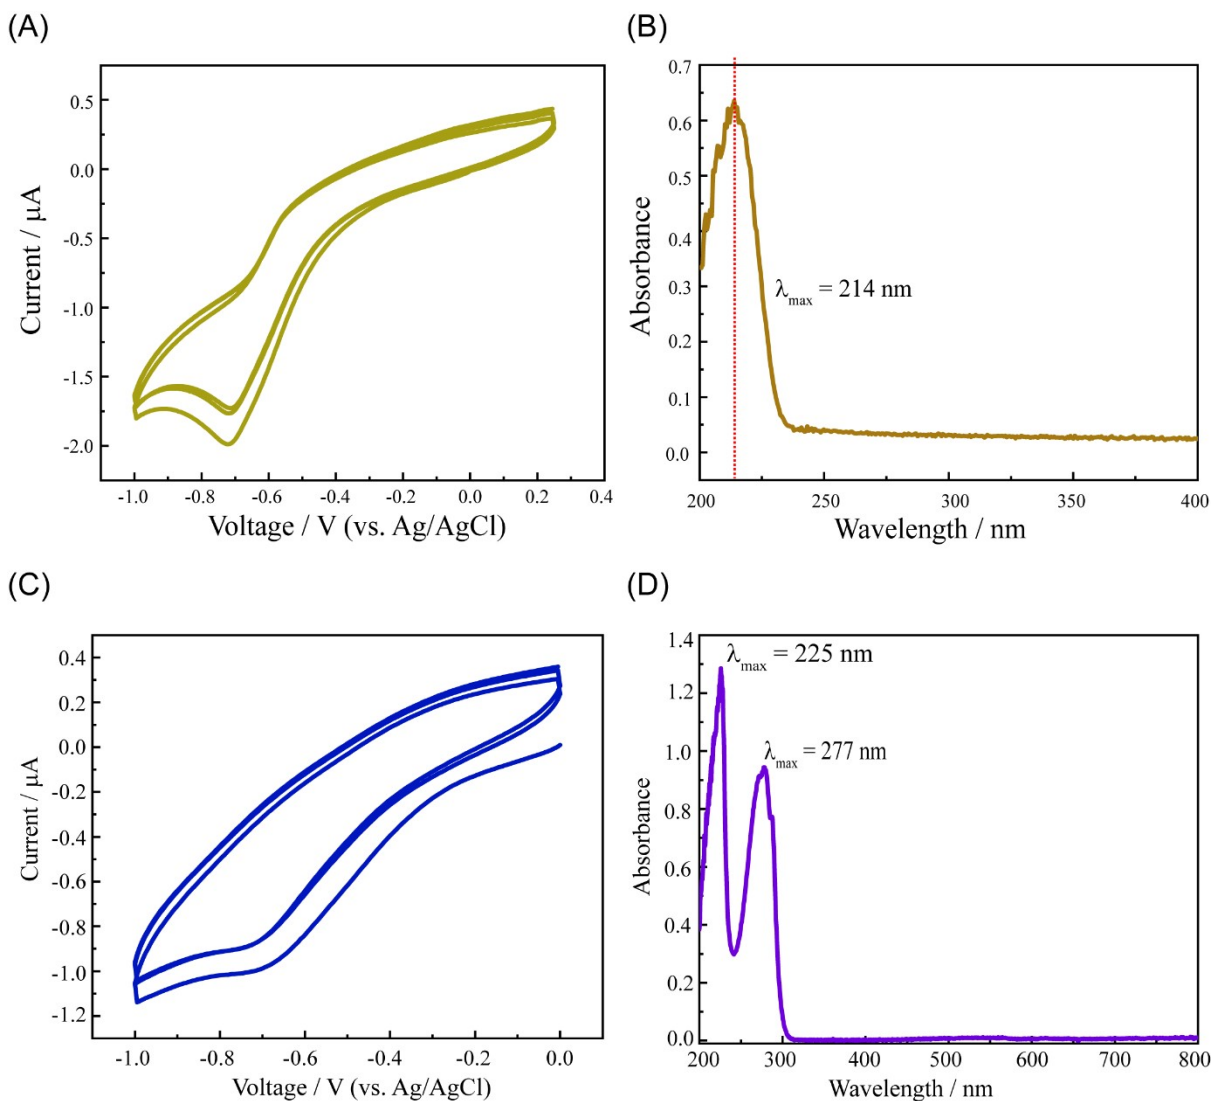 (A)
0.5
0.0
-0.5
-1.0
-1.5
-2.0
Current / μA
-1.0 -0.8 -0.6 -0.4 -0.2 0.0 0.2 0.4
Voltage / V (vs. Ag/AgCl)
(B)
0.7
0.6
0.5
0.4
0.3
0.2
0.1
0.0
Absorbance
λmax = 214 nm
200 250 300 350 400
Wavelength / nm
(C)
0.4
0.2
0.0
-0.2
-0.4
-0.6
-0.8
-1.0
-1.2
Current / μA
-1.0 -0.8 -0.6 -0.4 -0.2 0.0
Voltage / V (vs. Ag/AgCl)
(D)
1.4
1.2
1.0
0.8
0.6
0.4
0.2
0.0
Absorbance
λmax = 225 nm
λmax = 277 nm
200 300 400 500 600 700 800
Wavelength / nm